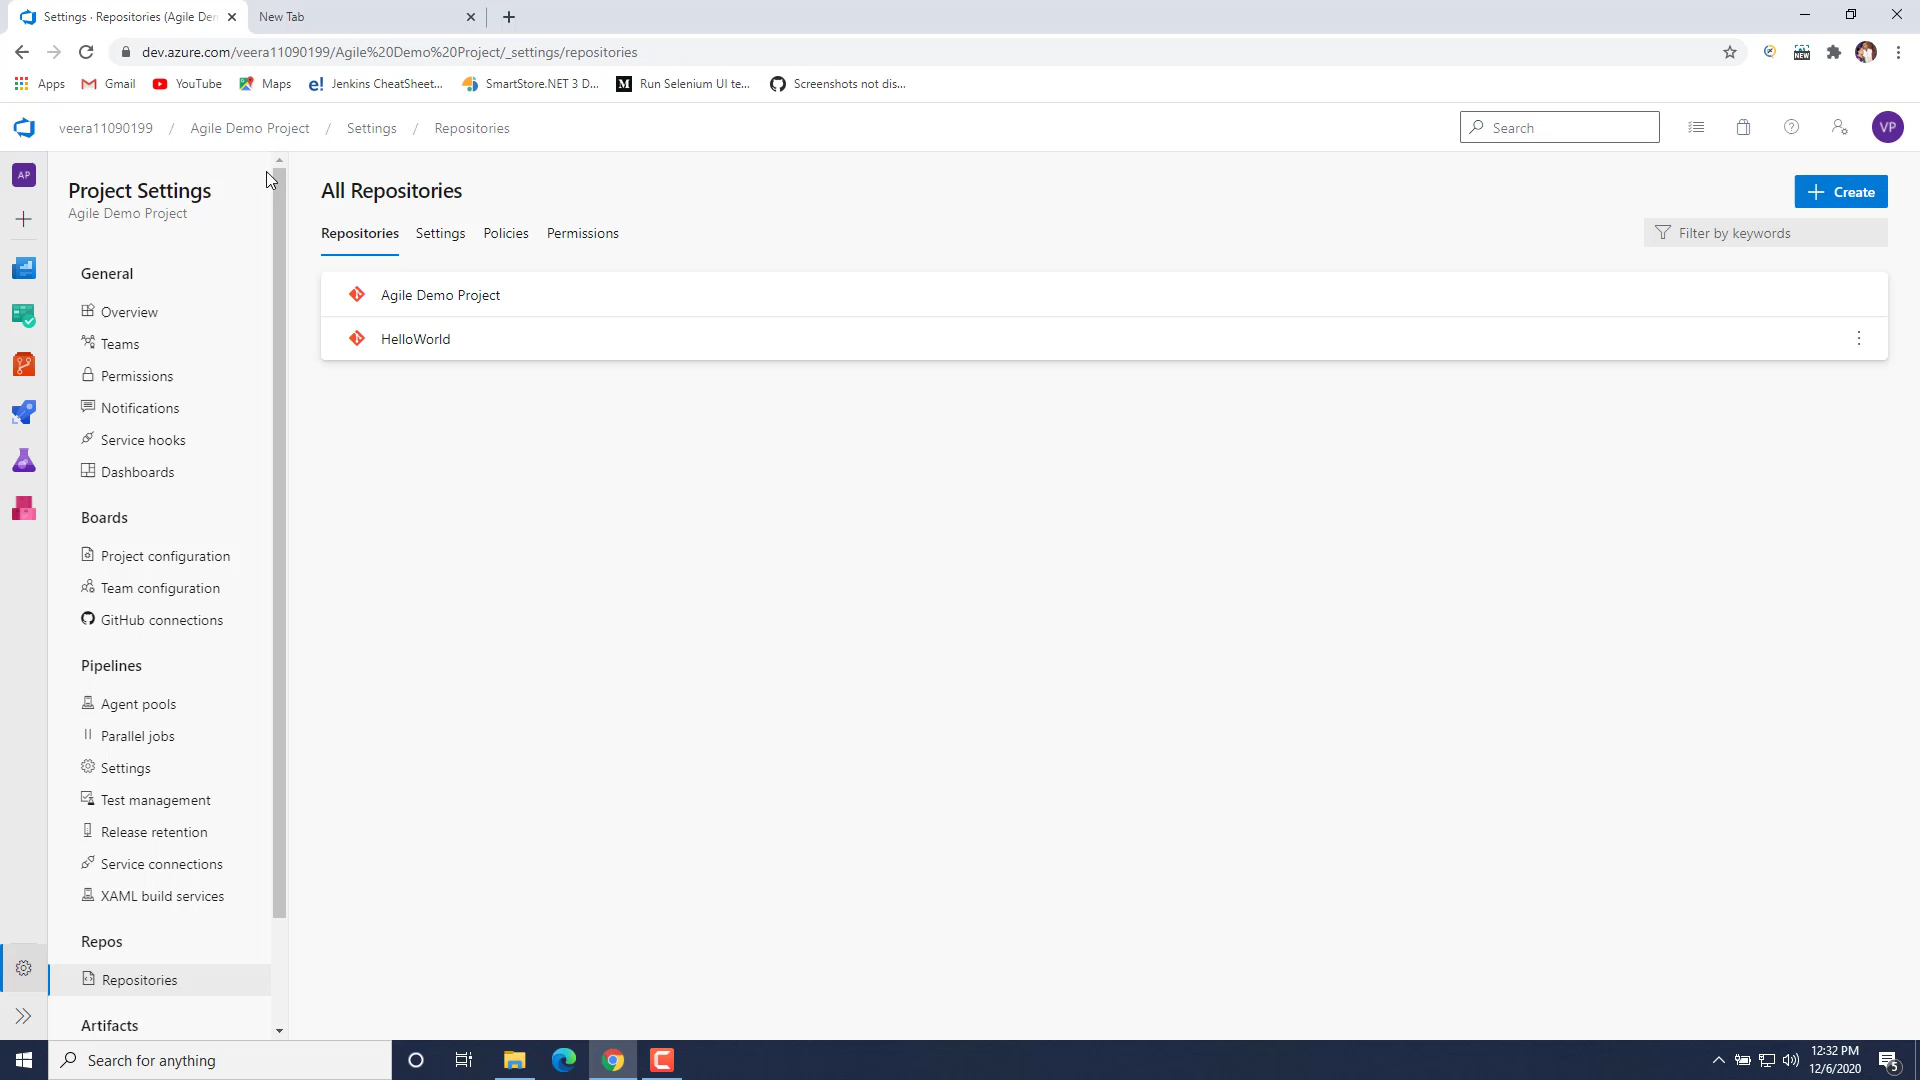 Settings · Repositories (Agile Den
New Tab
dev.azure.com/veera11090199/Agile%20Demo%20Project/_settings/repositories
Apps
Gmail
YouTube
Maps
Jenkins CheatSheet...
SmartStore.NET 3 D...
Run Selenium UI te...
Screenshots not dis...
veera11090199 / Agile Demo Project / Settings / Repositories
Search
VP
AP
Project Settings
Agile Demo Project
General
Overview
Teams
Permissions
Notifications
Service hooks
Dashboards
Boards
Project configuration
Team configuration
GitHub connections
Pipelines
Agent pools
Parallel jobs
Settings
Test management
Release retention
Service connections
XAML build services
Repos
Repositories
Artifacts
All Repositories
Create
Repositories
Settings
Policies
Permissions
Filter by keywords
Agile Demo Project
HelloWorld
Search for anything
12:32 PM
12/6/2020
5